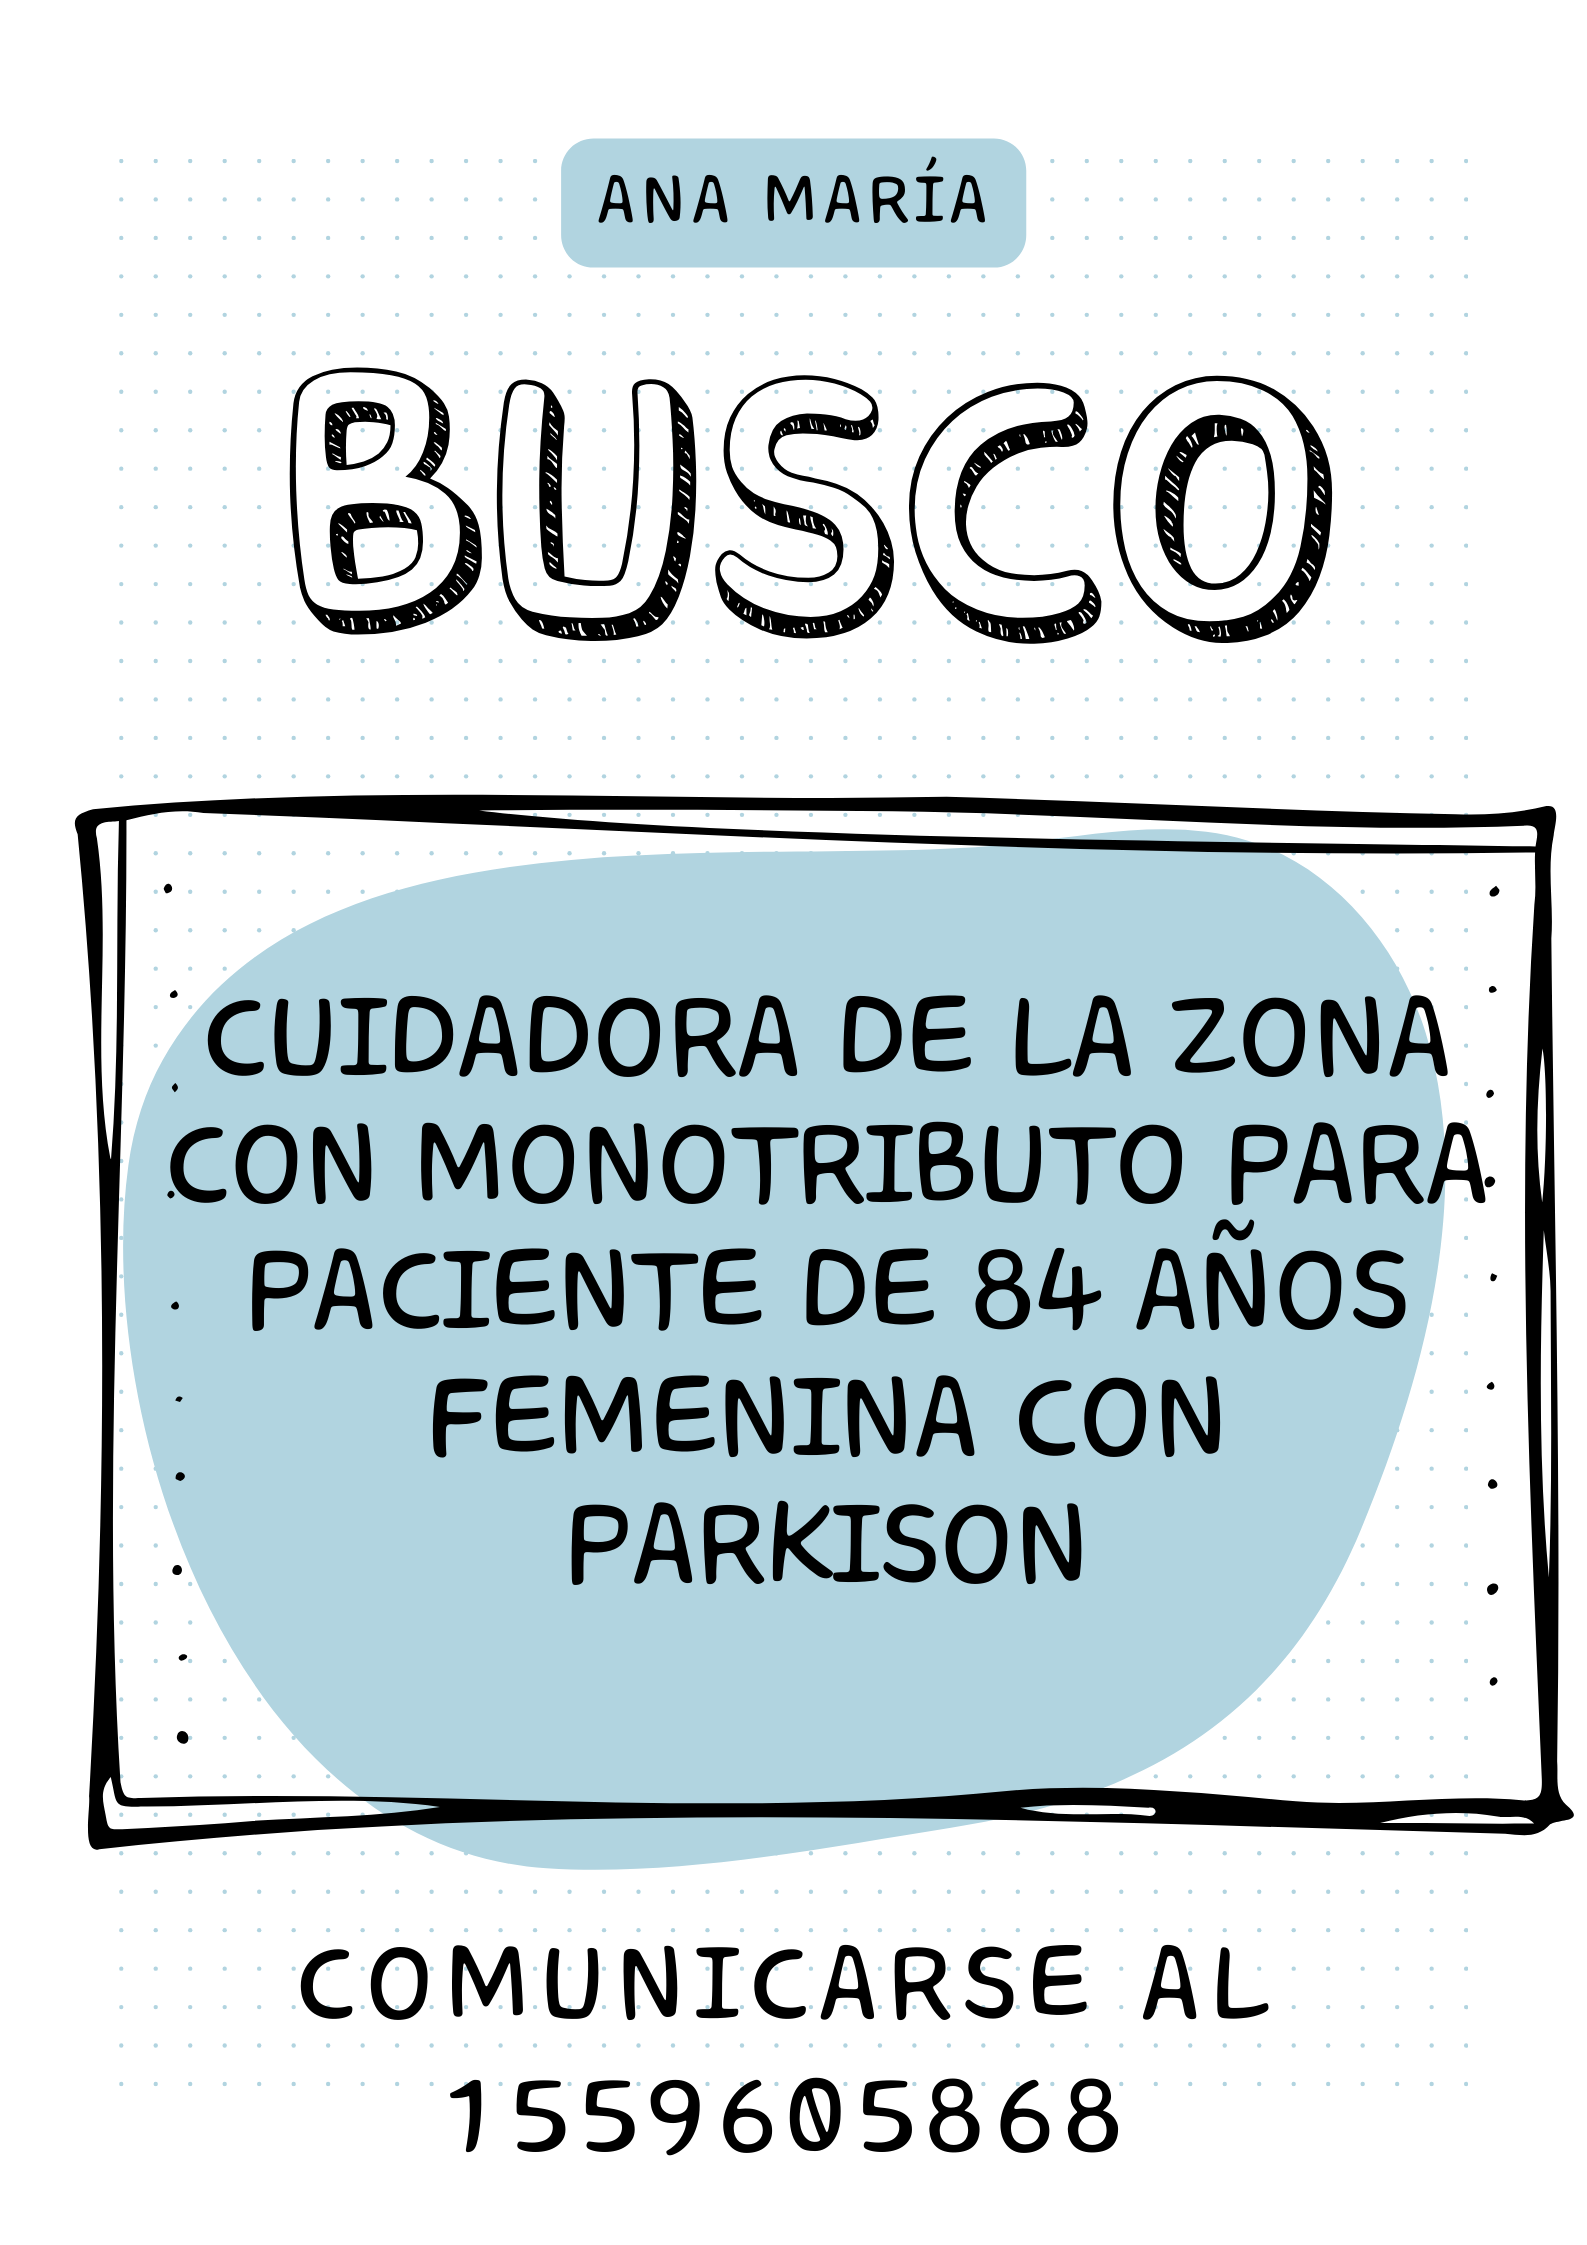 ANA MARÍA
BUSCO
CUIDADORA DE LA ZONA
CON MONOTRIBUTO PARA
PACIENTE DE 84 AÑOS
FEMENINA CON
PARKISON
COMUNICARSE AL
1559605868